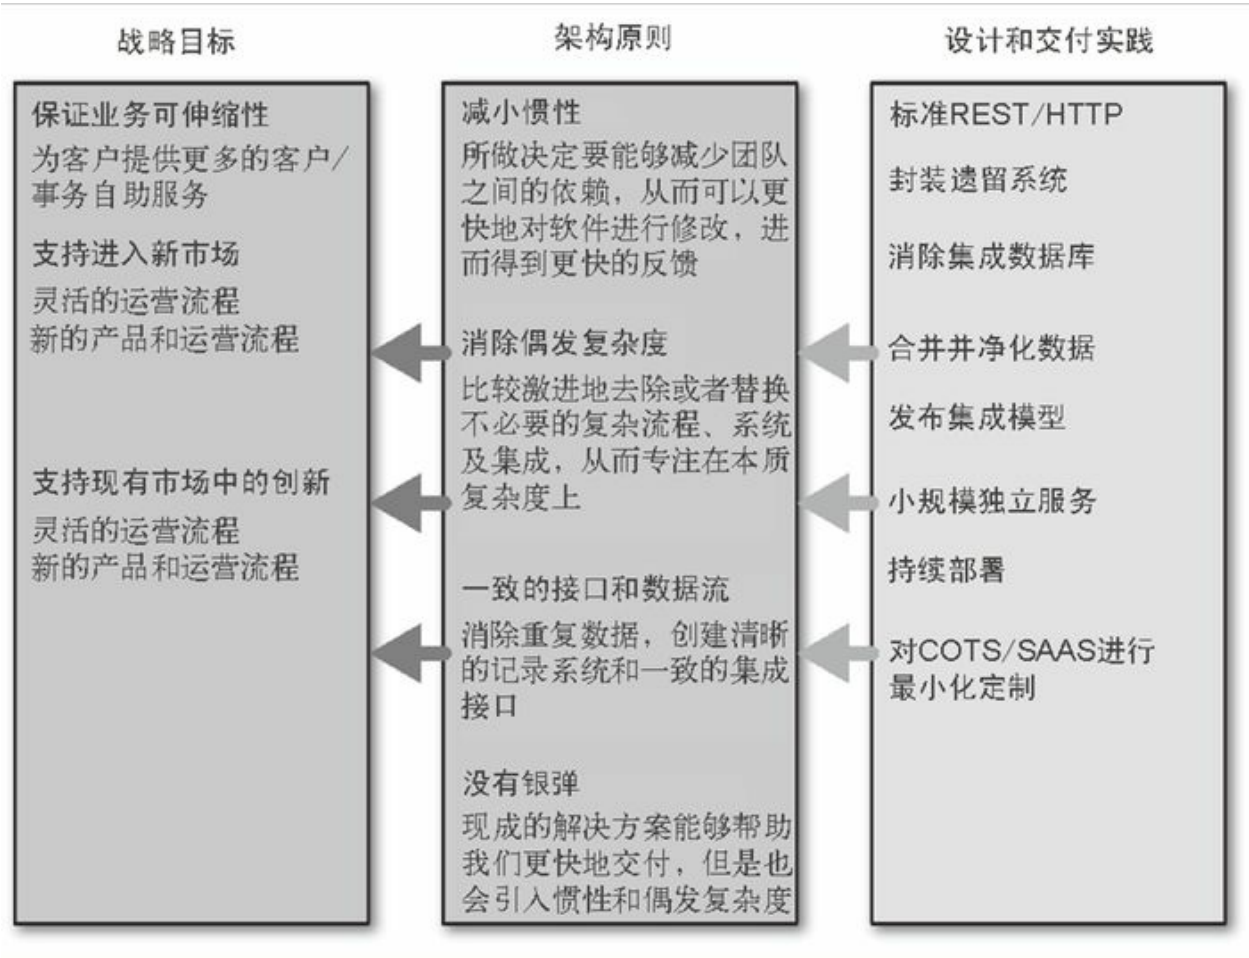 战略目标
保证业务可伸缩性
为客户提供更多的客户/
事务自助服务
支持进入新市场
灵活的运营流程
新的产品和运营流程
支持现有市场中的创新
灵活的运营流程
新的产品和运营流程
架构原则
减小惯性
所做决定要能够减少团队
之间的依赖，从而可以更
快地对软件进行修改，进
而得到更快的反馈
消除偶发复杂度
比较激进地去除或者替换
不必要的复杂流程、系统
及集成，从而专注在本质
复杂度上
一致的接口和数据流
消除重复数据，创建清晰
的记录系统和一致的集成
接口
没有银弹
现成的解决方案能够帮助
我们更快地交付，但是也
会引入惯性和偶发复杂度
设计和交付实践
标准REST/HTTP
封装遗留系统
消除集成数据库
合并并净化数据
发布集成模型
小规模独立服务
持续部署
对COTS/SAAS进行
最小化定制